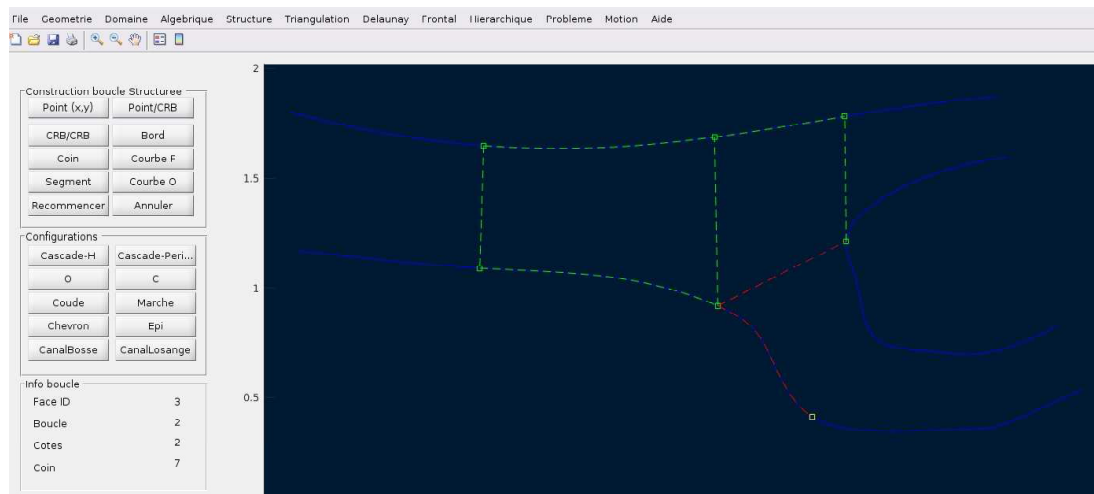 File Geometrie Domaine Algebrique Structure Triangulation Delaunay Frontal Hierarchique Probleme Motion Aide
Construction boucle Structuree
Point (x,y) Point/CRB
CRB/CRB Bord
Coin Courbe F
Segment Courbe O
Recommencer Annuler
Configurations
Cascade-H Cascade-Peri...
O C
Coude Marche
Chevron Epi
CanalBosse CanalLosange
Info boucle
Face ID 3
Boucle 2
Cotes 2
Coin 7
2
1.5
1
0.5